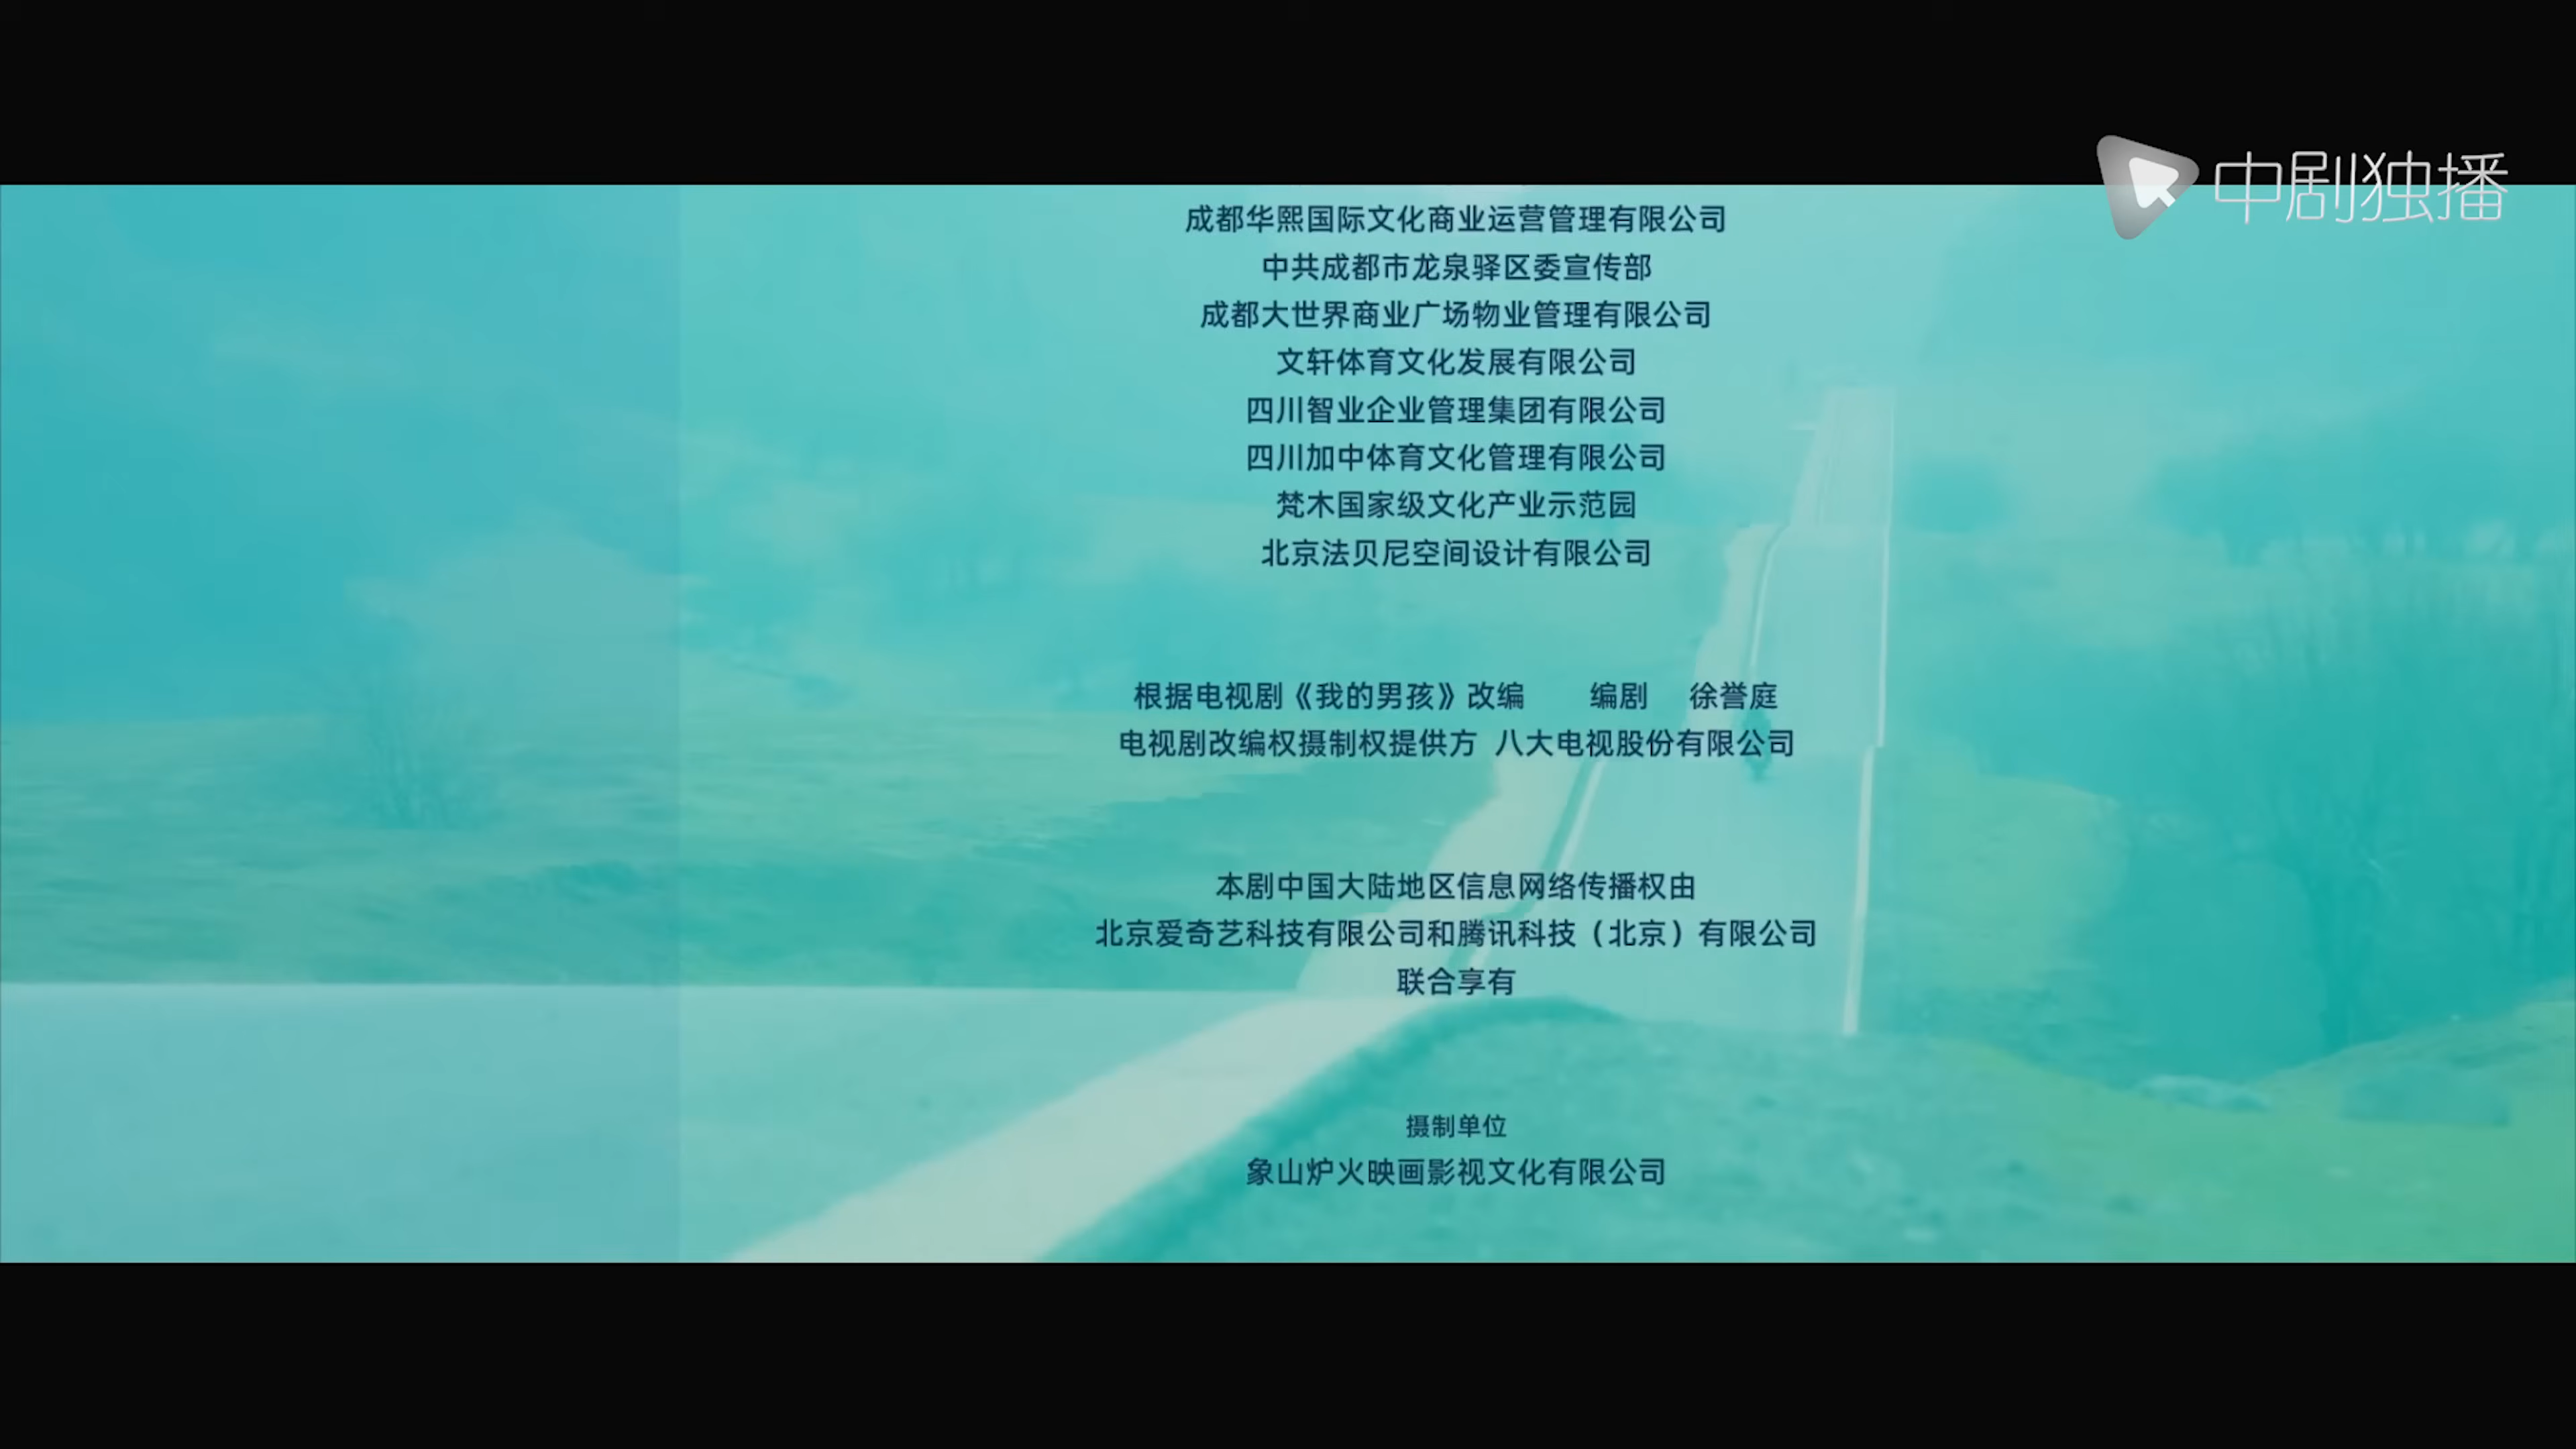 中剧独播
成都华熙国际文化商业运营管理有限公司
中共成都市龙泉驿区委宣传部
成都大世界商业广场物业管理有限公司
文轩体育文化发展有限公司
四川智业企业管理集团有限公司
四川加中体育文化管理有限公司
梵木国家级文化产业示范园
北京法贝尼空间设计有限公司
根据电视剧《我的男孩》改编 编剧 徐誉庭
电视剧改编权摄制权提供方 八大电视股份有限公司
本剧中国大陆地区信息网络传播权由
北京爱奇艺科技有限公司和腾讯科技（北京）有限公司
联合享有
摄制单位
象山炉火映画影视文化有限公司